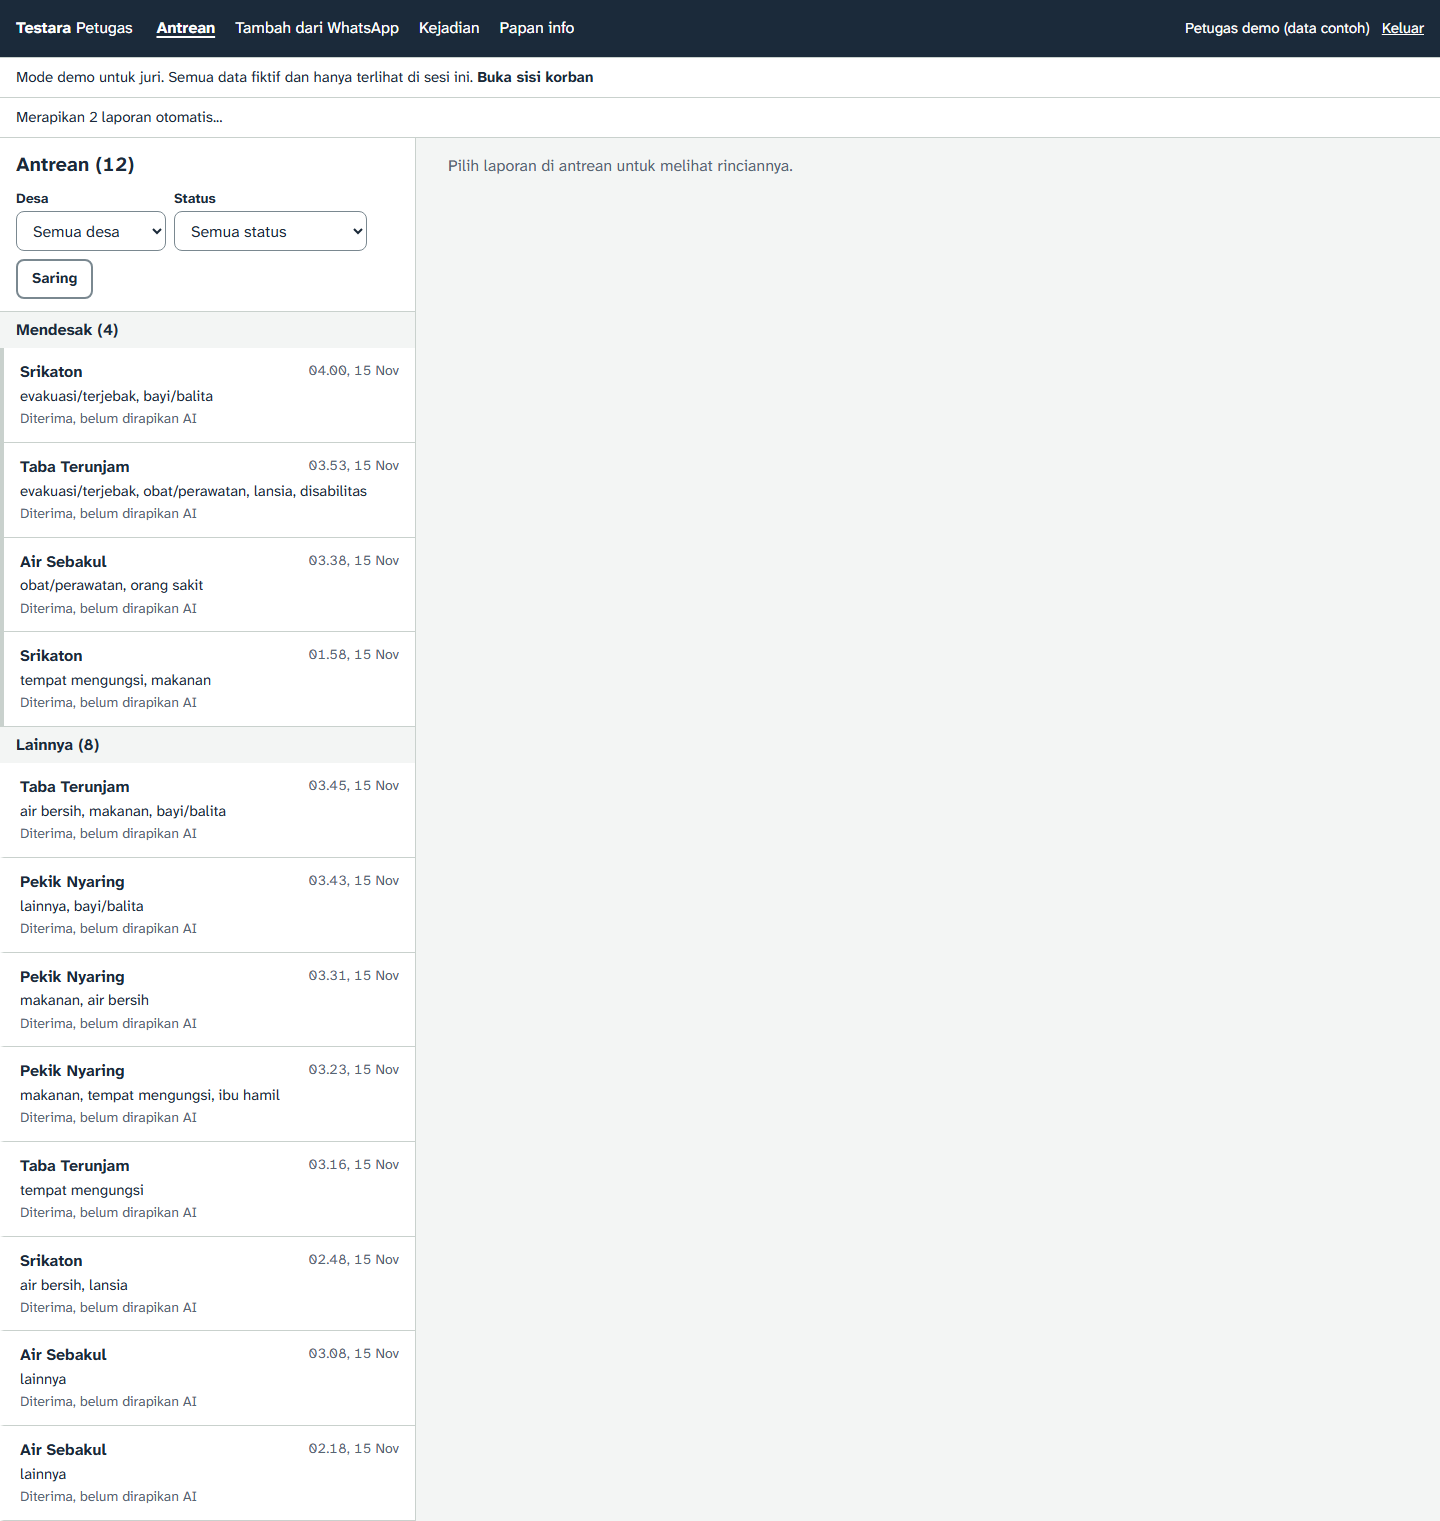 Testara Petugas Antrean Tambah dari WhatsApp Kejadian Papan info Petugas demo (data contoh) Keluar
Mode demo untuk juri. Semua data fiktif dan hanya terlihat di sesi ini. Buka sisi korban
Merapikan 2 laporan otomatis...
Antrean (12)
Desa Status
Semua desa Semua status
Saring
Pilih laporan di antrean untuk melihat rinciannya.
Mendesak (4)
Srikaton 04.00, 15 Nov
evakuasi/terjebak, bayi/balita
Diterima, belum dirapikan AI
Taba Terunjam 03.53, 15 Nov
evakuasi/terjebak, obat/perawatan, lansia, disabilitas
Diterima, belum dirapikan AI
Air Sebakul 03.38, 15 Nov
obat/perawatan, orang sakit
Diterima, belum dirapikan AI
Srikaton 01.58, 15 Nov
tempat mengungsi, makanan
Diterima, belum dirapikan AI
Lainnya (8)
Taba Terunjam 03.45, 15 Nov
air bersih, makanan, bayi/balita
Diterima, belum dirapikan AI
Pekik Nyaring 03.43, 15 Nov
lainnya, bayi/balita
Diterima, belum dirapikan AI
Pekik Nyaring 03.31, 15 Nov
makanan, air bersih
Diterima, belum dirapikan AI
Pekik Nyaring 03.23, 15 Nov
makanan, tempat mengungsi, ibu hamil
Diterima, belum dirapikan AI
Taba Terunjam 03.16, 15 Nov
tempat mengungsi
Diterima, belum dirapikan AI
Srikaton 02.48, 15 Nov
air bersih, lansia
Diterima, belum dirapikan AI
Air Sebakul 03.08, 15 Nov
lainnya
Diterima, belum dirapikan AI
Air Sebakul 02.18, 15 Nov
lainnya
Diterima, belum dirapikan AI